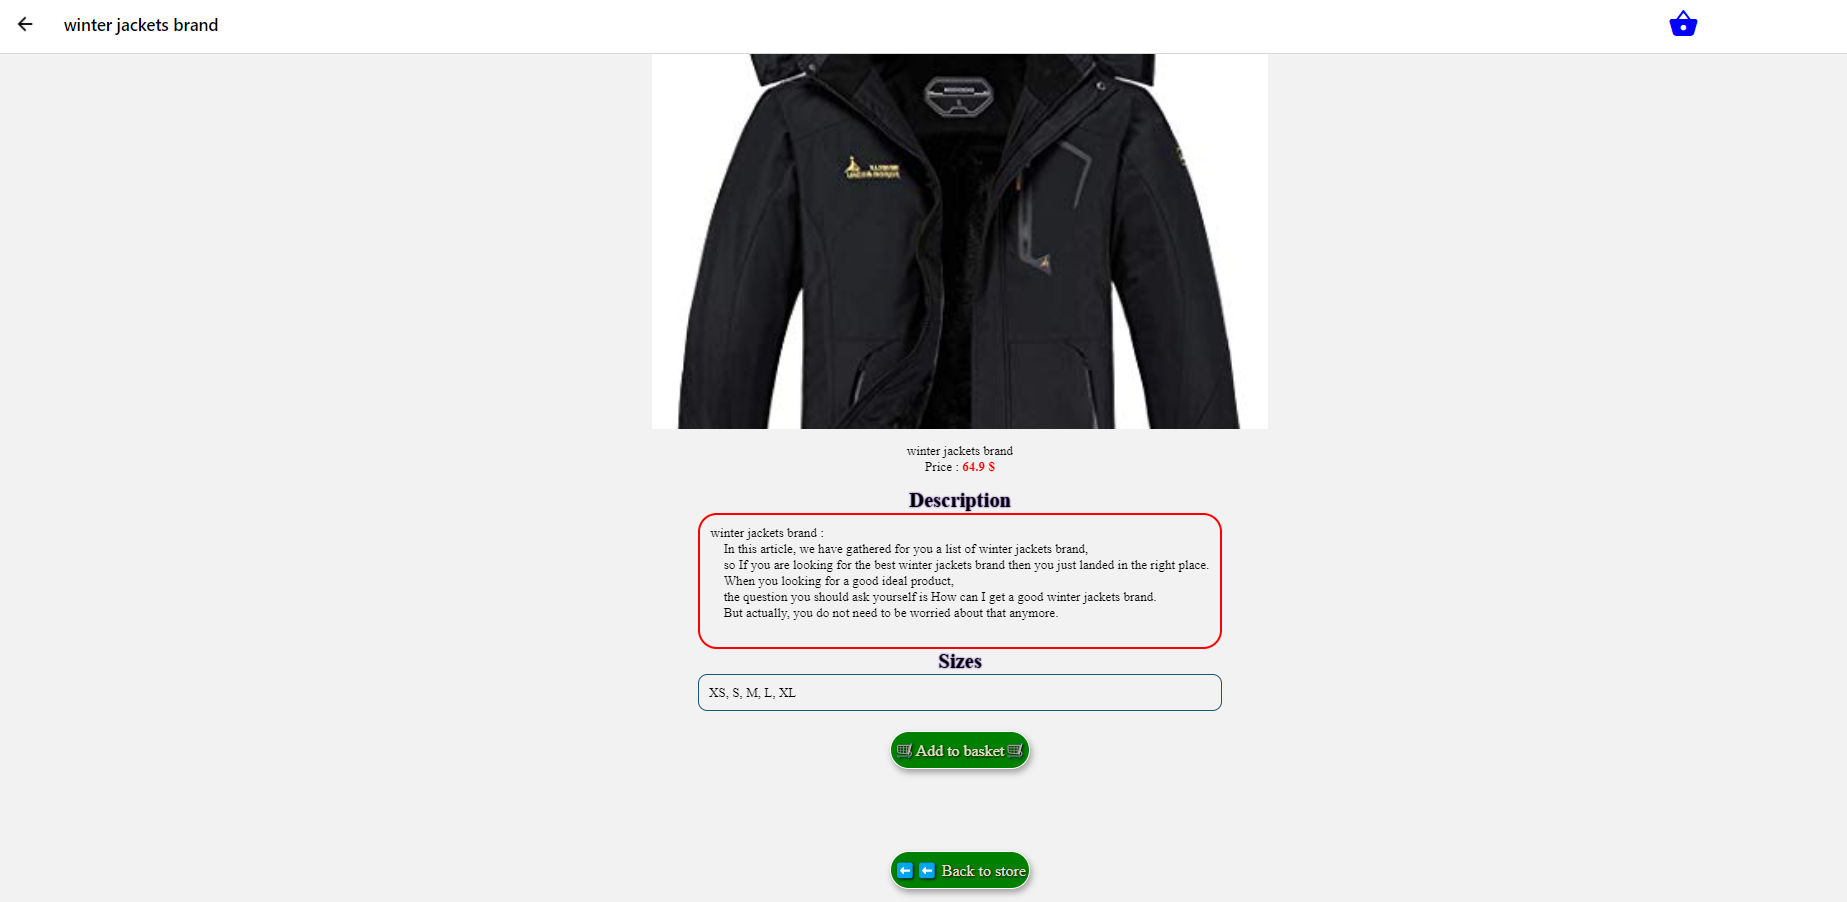 winter jackets brand
winter jackets brand
Price : 64.9 $
Description
winter jackets brand :
In this article, we have gathered for you a list of winter jackets brand,
so If you are looking for the best winter jackets brand then you just landed in the right place.
When you looking for a good ideal product,
the question you should ask yourself is How can I get a good winter jackets brand.
But actually, you do not need to be worried about that anymore.
Sizes
XS, S, M, L, XL
Add to basket
Back to store